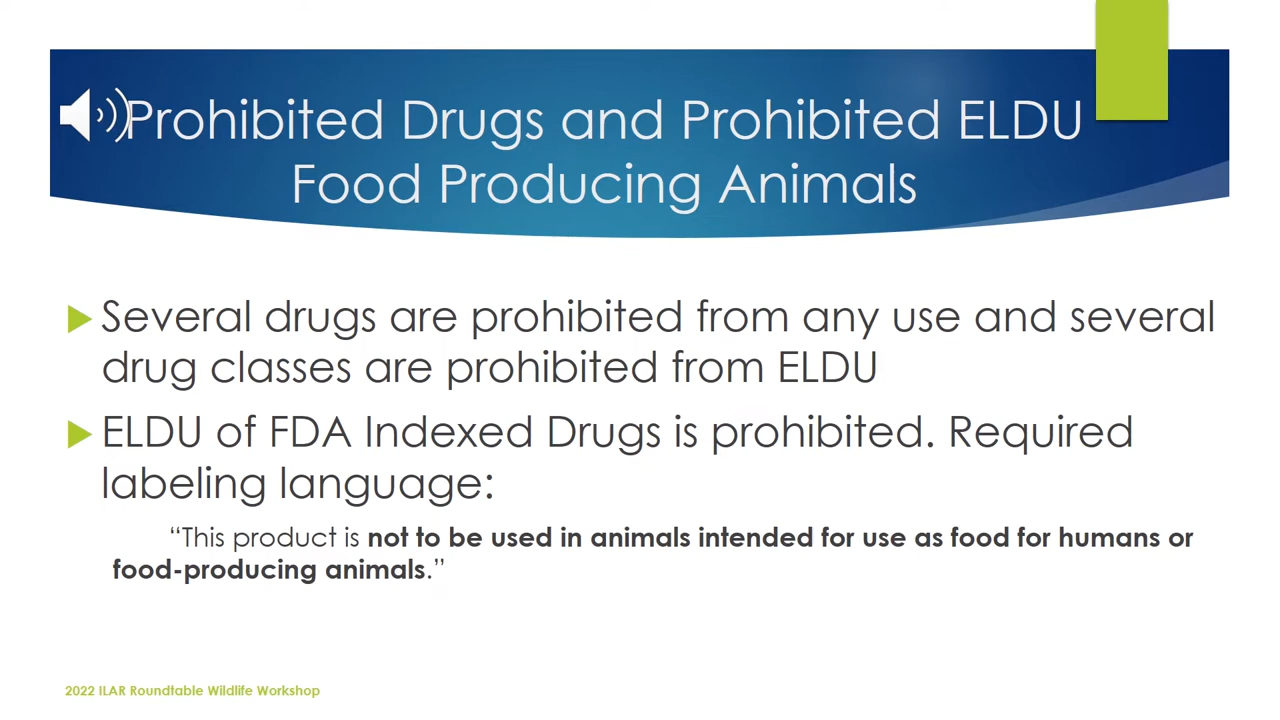 Prohibited Drugs and Prohibited ELDU
Food Producing Animals
Several drugs are prohibited from any use and several
drug classes are prohibited from ELDU
ELDU of FDA Indexed Drugs is prohibited. Required
labeling language:
“This product is not to be used in animals intended for use as food for humans or
food-producing animals.”
2022 ILAR Roundtable Wildlife Workshop